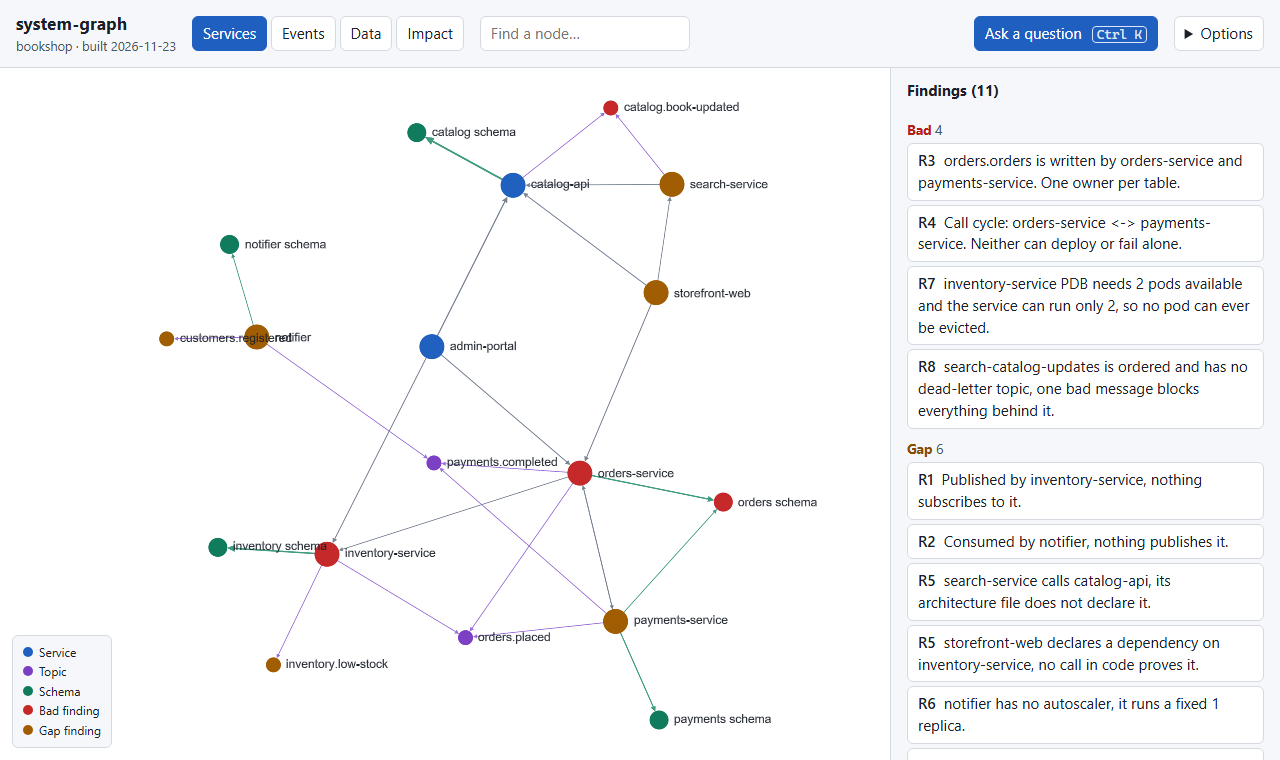 system-graph
bookshop · built 2026-11-23
Services
Events
Data
Impact
Find a node...
Ask a question Ctrl K
▶ Options
catalog.book-updated
catalog schema
catalog-api
search-service
notifier schema
storefront-web
customers.registered
notifier
admin-portal
payments.completed
orders-service
orders schema
inventory schema
inventory-service
payments-service
orders.placed
inventory.low-stock
payments schema
Service
Topic
Schema
Bad finding
Gap finding
Findings (11)
Bad 4
R3 orders.orders is written by orders-service and
payments-service. One owner per table.
R4 Call cycle: orders-service <-> payments-
service. Neither can deploy or fail alone.
R7 inventory-service PDB needs 2 pods available
and the service can run only 2, so no pod can ever
be evicted.
R8 search-catalog-updates is ordered and has no
dead-letter topic, one bad message blocks
everything behind it.
Gap 6
R1 Published by inventory-service, nothing
subscribes to it.
R2 Consumed by notifier, nothing publishes it.
R5 search-service calls catalog-api, its
architecture file does not declare it.
R5 storefront-web declares a dependency on
inventory-service, no call in code proves it.
R6 notifier has no autoscaler, it runs a fixed 1
replica.